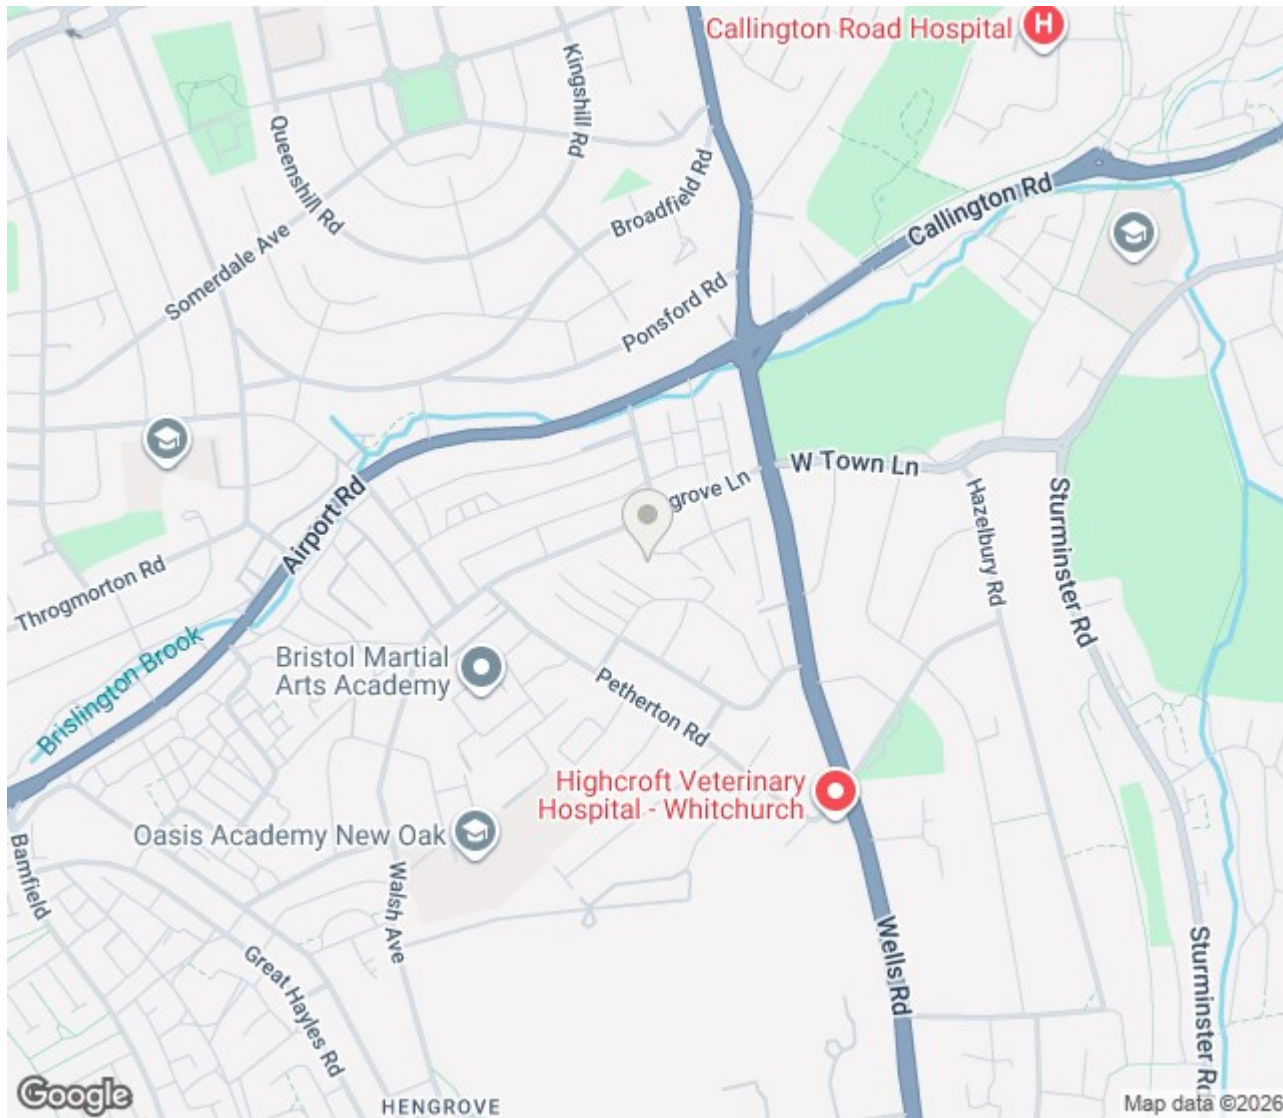 Callington Road Hospital
H
Kingshill Rd
Queenshill Rd
Broadfield Rd
Callington Rd
Somerdale Ave
Ponsford Rd
W Town Ln
grove Ln
Hazelbury Rd
Sturminster Rd
Airport Rd
Throgmorton Rd
Brislington Brook
Bristol Martial
Arts Academy
Petherton Rd
Highcroft Veterinary
Hospital - Whitchurch
Oasis Academy New Oak
Bamfield
Walsh Ave
Great Hayles Rd
Wells Rd
Sturminster Rd
HENGROVE
Google
Map data ©2026